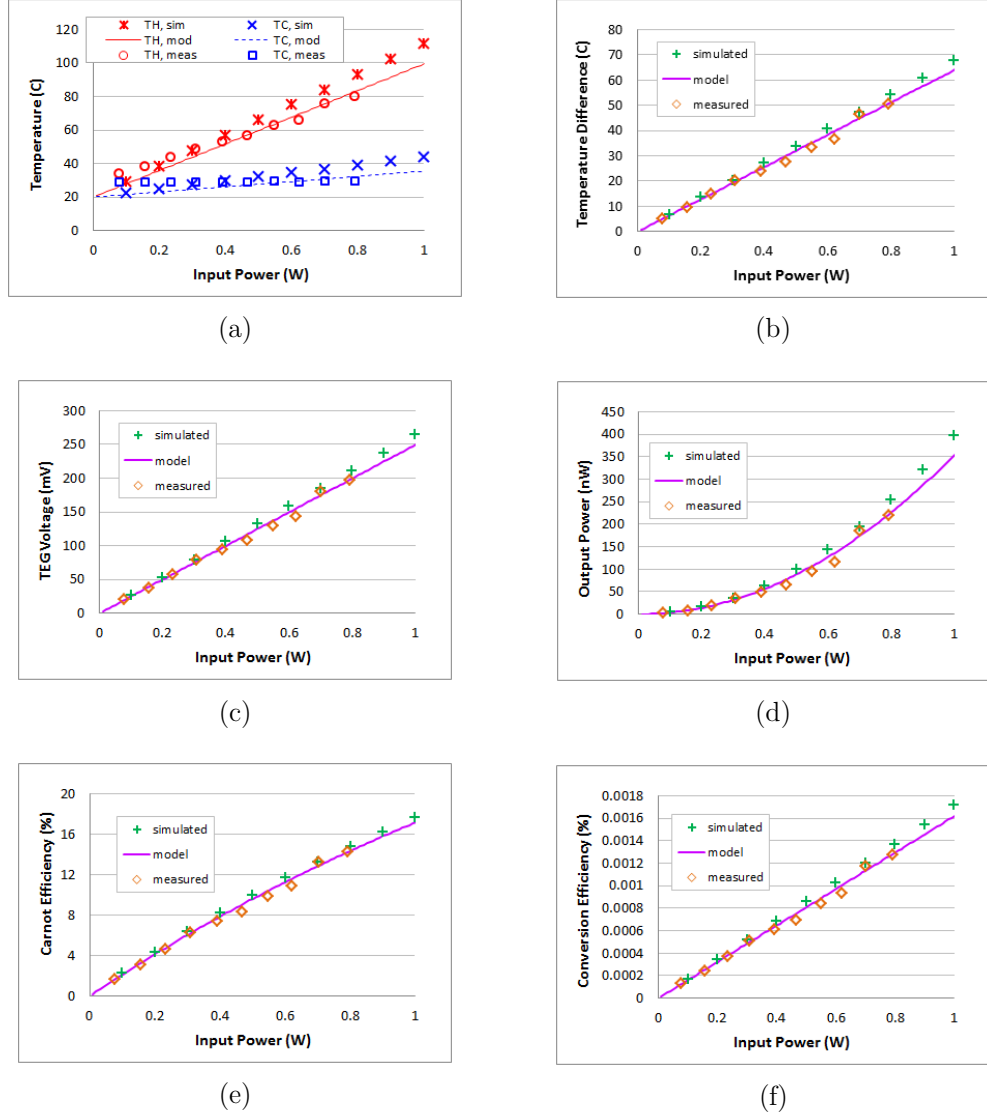 TH, sim
TC, sim
TH, mod
TC, mod
TH, meas
TC, meas
120
100
80
60
40
20
0
Temperature (C)
0 0.2 0.4 0.6 0.8 1
Input Power (W)
(a)
80
70
60
50
40
30
20
10
0
Temperature Difference (C)
simulated
model
measured
0 0.2 0.4 0.6 0.8 1
Input Power (W)
(b)
300
250
200
150
100
50
0
TEG Voltage (mV)
simulated
model
measured
0 0.2 0.4 0.6 0.8 1
Input Power (W)
(c)
450
400
350
300
250
200
150
100
50
0
Output Power (nW)
simulated
model
measured
0 0.2 0.4 0.6 0.8 1
Input Power (W)
(d)
20
16
12
8
4
0
Carnot Efficiency (%)
simulated
model
measured
0 0.2 0.4 0.6 0.8 1
Input Power (W)
(e)
0.0018
0.0016
0.0014
0.0012
0.001
0.0008
0.0006
0.0004
0.0002
0
Conversion Efficiency (%)
simulated
model
measured
0 0.2 0.4 0.6 0.8 1
Input Power (W)
(f)